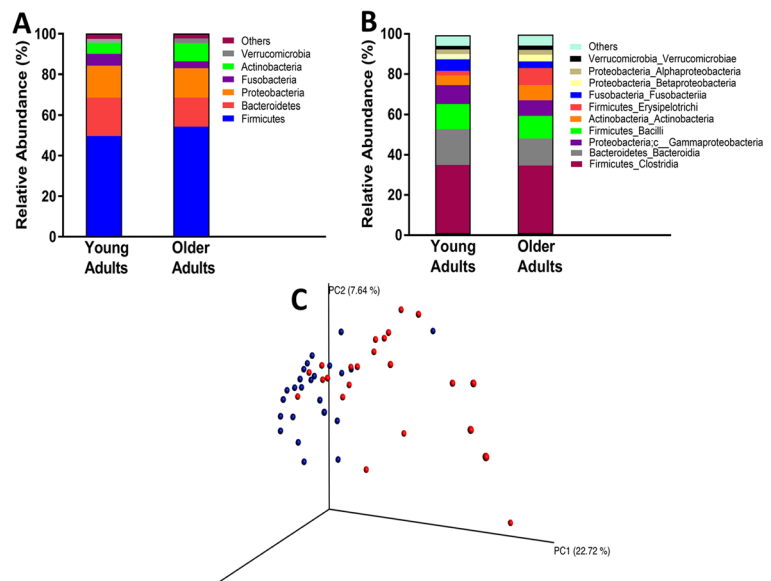 A
Relative Abundance (%)
100
80
60
40
20
0
Young
Adults
Older
Adults
Others
Verrucomicrobia
Actinobacteria
Fusobacteria
Proteobacteria
Bacteroidetes
Firmicutes
B
Relative Abundance (%)
100
80
60
40
20
0
Young
Adults
Older
Adults
Others
Verrucomicrobia_Verrucomicrobiae
Proteobacteria_Alphaproteobacteria
Proteobacteria_Betaproteobacteria
Fusobacteria_Fusobacteriia
Firmicutes_Erysipelotrichi
Actinobacteria_Actinobacteria
Firmicutes_Bacilli
Proteobacteria;c__Gammaproteobacteria
Bacteroidetes_Bacteroidia
Firmicutes_Clostridia
C
PC2 (7.64 %)
PC1 (22.72 %)